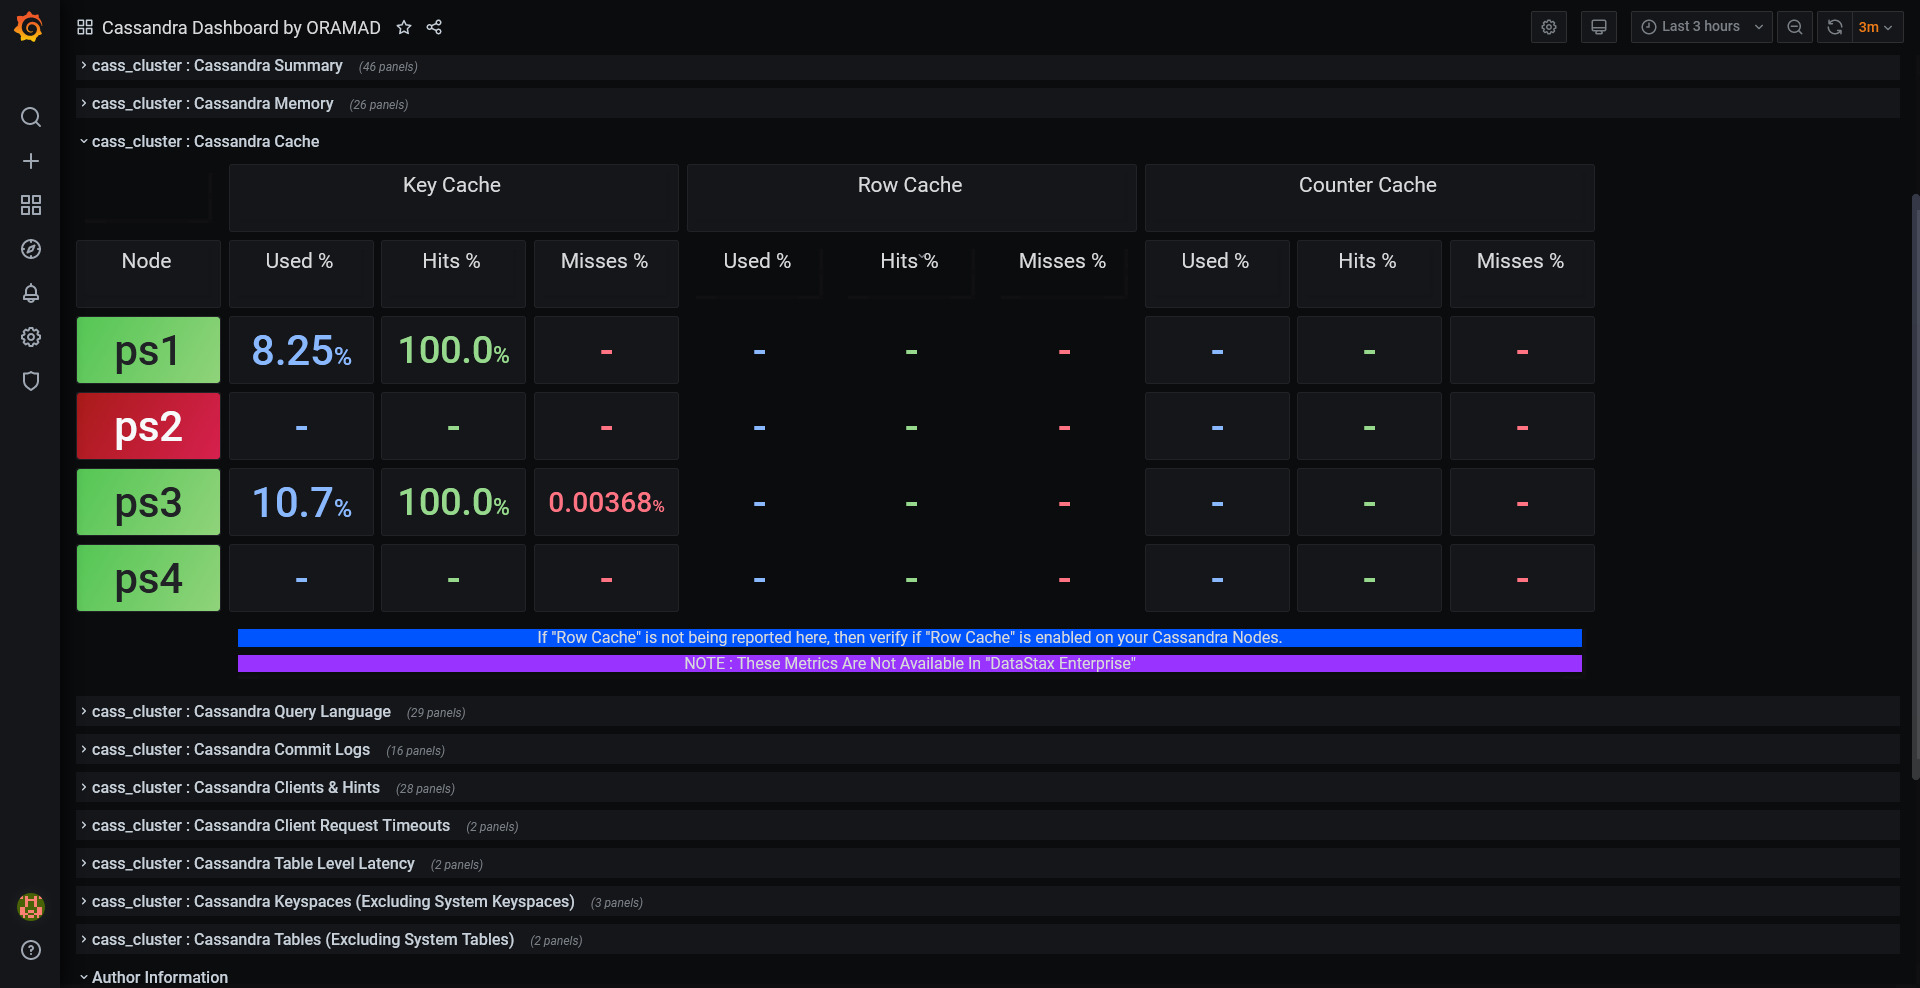 Cassandra Dashboard by ORAMAD
Last 3 hours
3m
cass_cluster : Cassandra Summary (46 panels)
cass_cluster : Cassandra Memory (26 panels)
cass_cluster : Cassandra Cache
Key Cache Row Cache Counter Cache
Node Used % Hits % Misses % Used % Hits % Misses % Used % Hits % Misses %
ps1 8.25% 100.0% - - - - - - -
ps2 - - - - - - - - -
ps3 10.7% 100.0% 0.00368% - - - - - -
ps4 - - - - - - - - -
If "Row Cache" is not being reported here, then verify if "Row Cache" is enabled on your Cassandra Nodes.
NOTE : These Metrics Are Not Available In "DataStax Enterprise"
cass_cluster : Cassandra Query Language (29 panels)
cass_cluster : Cassandra Commit Logs (16 panels)
cass_cluster : Cassandra Clients & Hints (28 panels)
cass_cluster : Cassandra Client Request Timeouts (2 panels)
cass_cluster : Cassandra Table Level Latency (2 panels)
cass_cluster : Cassandra Keyspaces (Excluding System Keyspaces) (3 panels)
cass_cluster : Cassandra Tables (Excluding System Tables) (2 panels)
Author Information